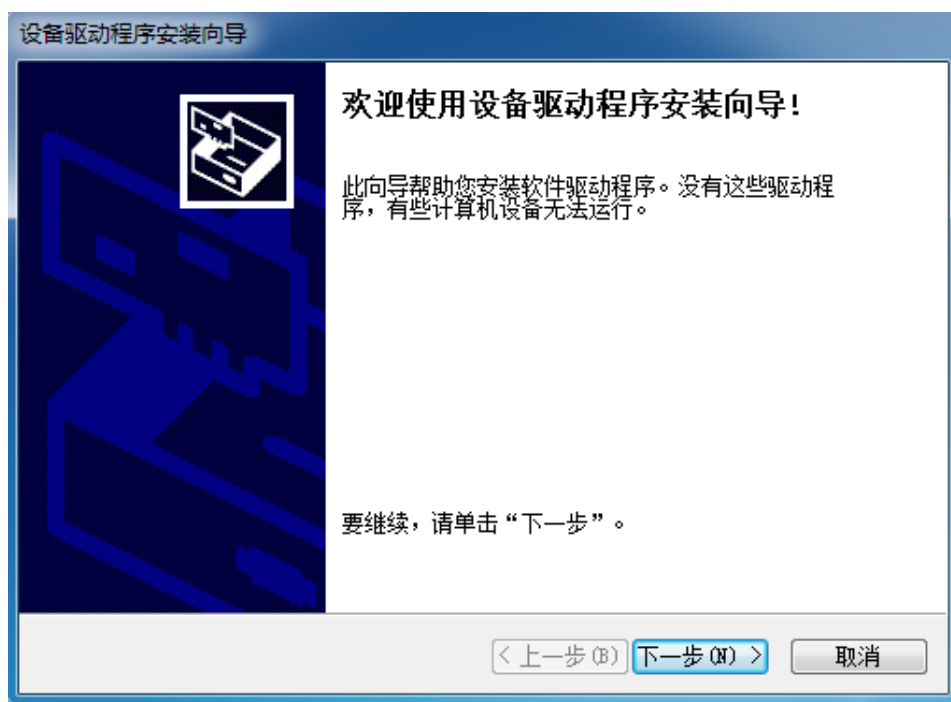 设备驱动程序安装向导
欢迎使用设备驱动程序安装向导!
此向导帮助您安装软件驱动程序。没有这些驱动程
序，有些计算机设备无法运行。
要继续，请单击“下一步”。
< 上一步(B) 下一步(N) > 取消